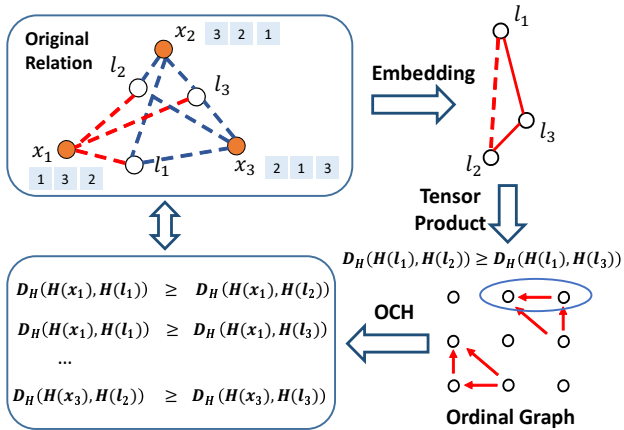 Original
Relation
x₂
3 2 1
l₂
l₃
x₁
1 3 2
l₁
x₃
2 1 3
Embedding
l₁
l₃
l₂
Tensor
Product
D_H(H(l₁), H(l₂)) ≥ D_H(H(l₁), H(l₃))
OCH
Ordinal Graph
D_H(H(x₁), H(l₁)) ≥ D_H(H(x₁), H(l₂))
D_H(H(x₁), H(l₁)) ≥ D_H(H(x₁), H(l₃))
...
D_H(H(x₃), H(l₂)) ≥ D_H(H(x₃), H(l₃))